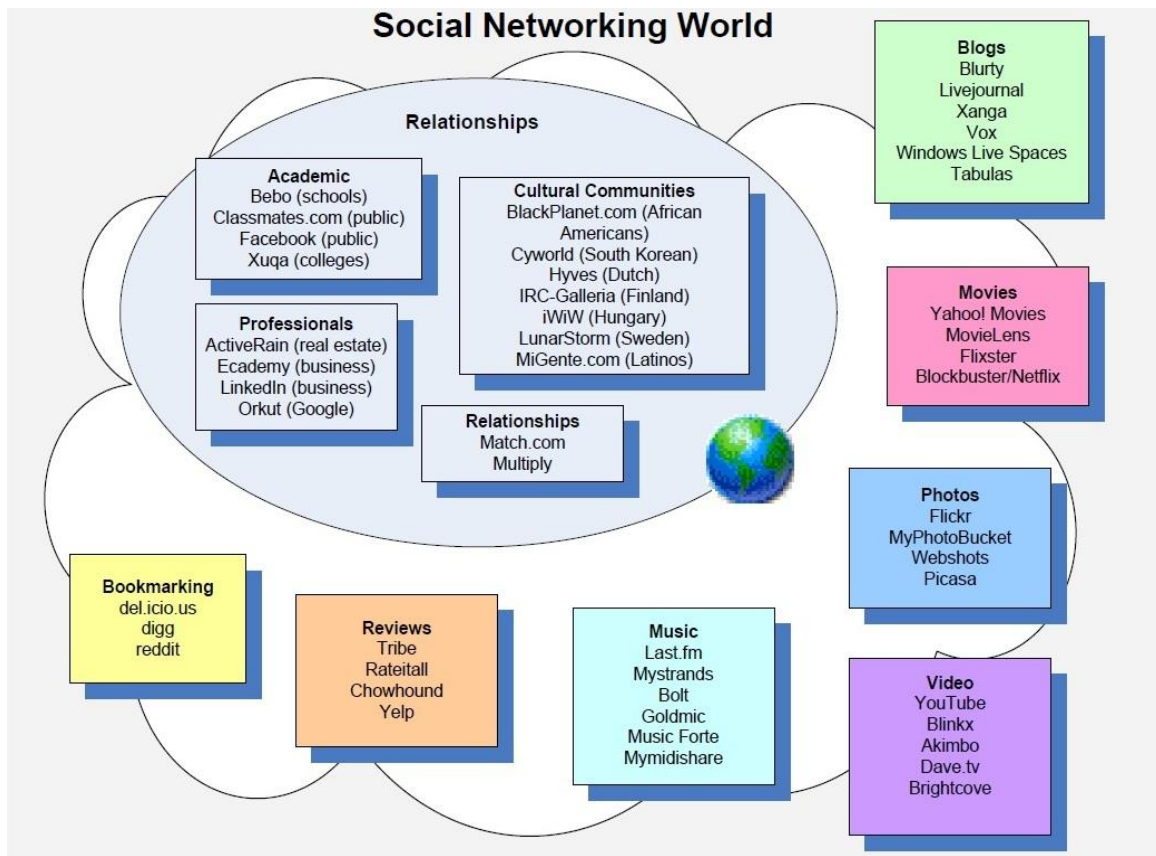 Social Networking World
Relationships
Academic
Bebo (schools)
Classmates.com (public)
Facebook (public)
Xuqa (colleges)
Cultural Communities
BlackPlanet.com (African
Americans)
Cyworld (South Korean)
Hyves (Dutch)
IRC-Galleria (Finland)
iWiW (Hungary)
LunarStorm (Sweden)
MiGente.com (Latinos)
Professionals
ActiveRain (real estate)
Ecademy (business)
LinkedIn (business)
Orkut (Google)
Relationships
Match.com
Multiply
Blogs
Blurty
Livejournal
Xanga
Vox
Windows Live Spaces
Tabulas
Movies
Yahoo! Movies
MovieLens
Flixster
Blockbuster/Netflix
Photos
Flickr
MyPhotoBucket
Webshots
Picasa
Bookmarking
del.icio.us
digg
reddit
Reviews
Tribe
Rateitall
Chowhound
Yelp
Music
Last.fm
Mystrands
Bolt
Goldmic
Music Forte
Mymidishare
Video
YouTube
Blinkx
Akimbo
Dave.tv
Brightcove